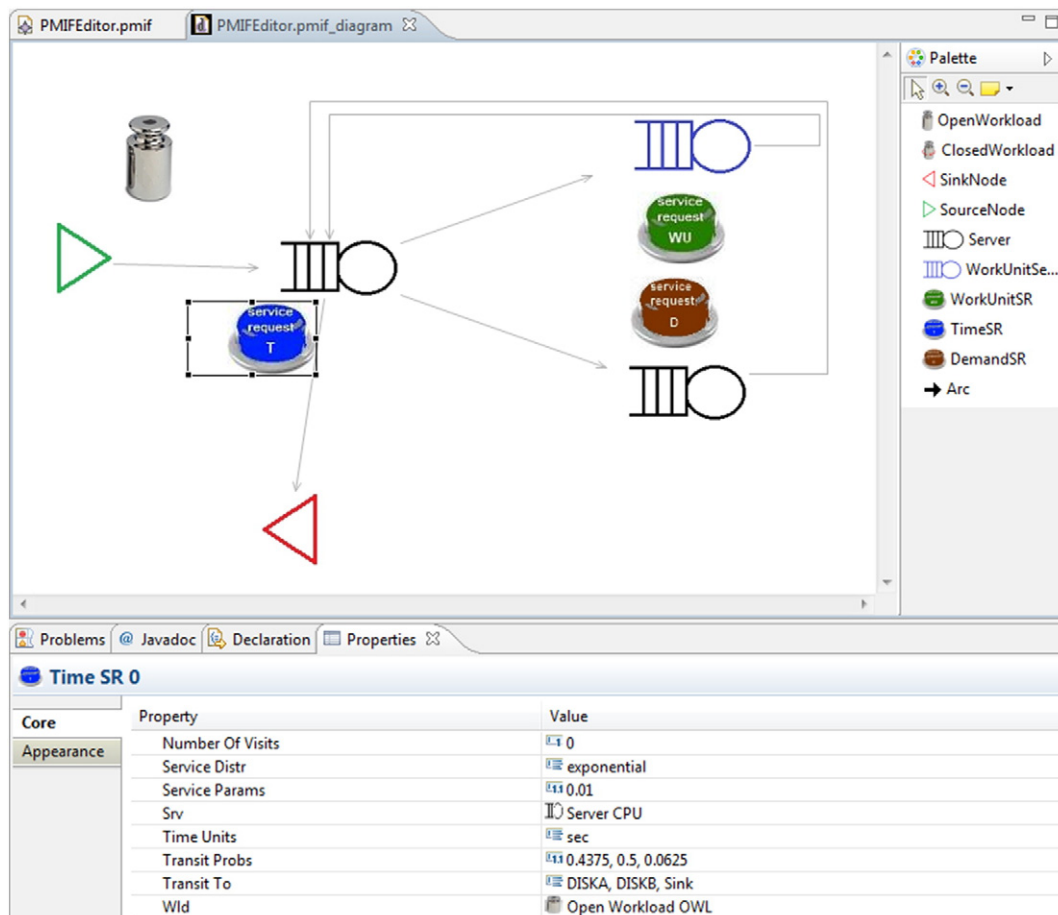 PMIFEditor.pmif
PMIFEditor.pmif_diagram
Palette
OpenWorkload
ClosedWorkload
SinkNode
SourceNode
Server
WorkUnitSe...
WorkUnitSR
TimeSR
DemandSR
Arc
service
request
WU
service
request
D
service
request
T
Problems
@ Javadoc
Declaration
Properties
Time SR 0
Core
Appearance
Property Value
Number Of Visits 0
Service Distr exponential
Service Params 0.01
Srv Server CPU
Time Units sec
Transit Probs 0.4375, 0.5, 0.0625
Transit To DISKA, DISKB, Sink
Wld Open Workload OWL